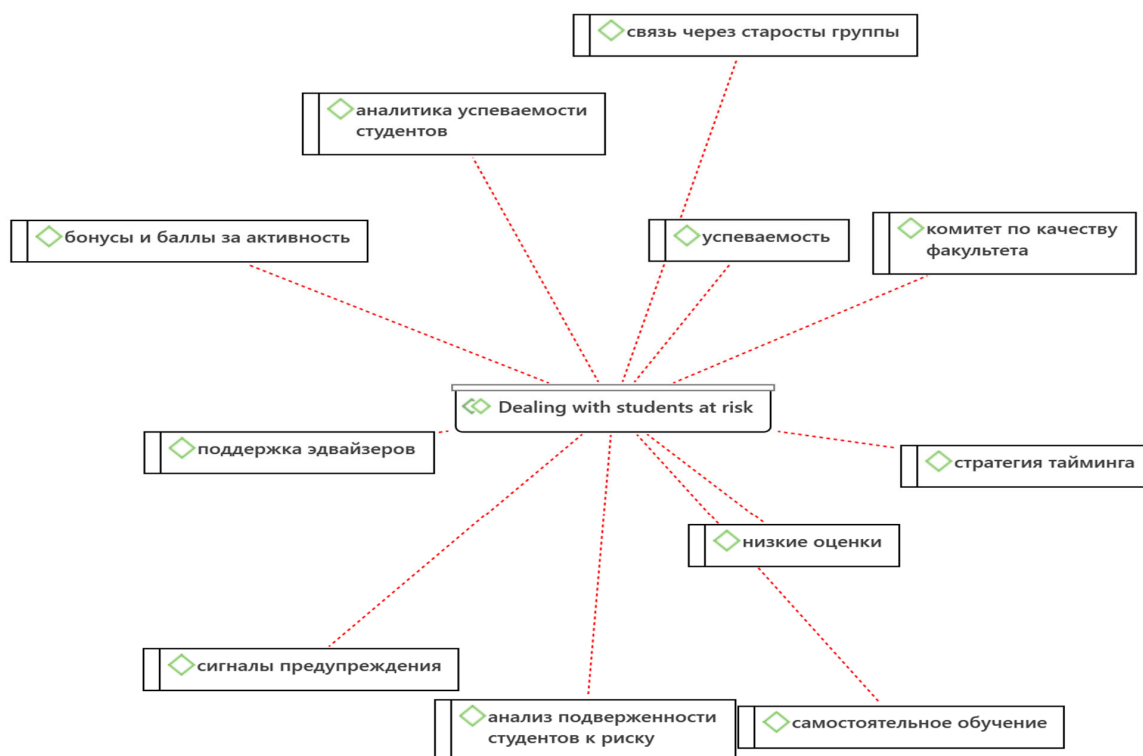 связь через старосты группы
аналитика успеваемости
студентов
бонусы и баллы за активность
успеваемость
комитет по качеству
факультета
Dealing with students at risk
поддержка эдвайзеров
стратегия тайминга
низкие оценки
сигналы предупреждения
анализ подверженности
студентов к риску
самостоятельное обучение